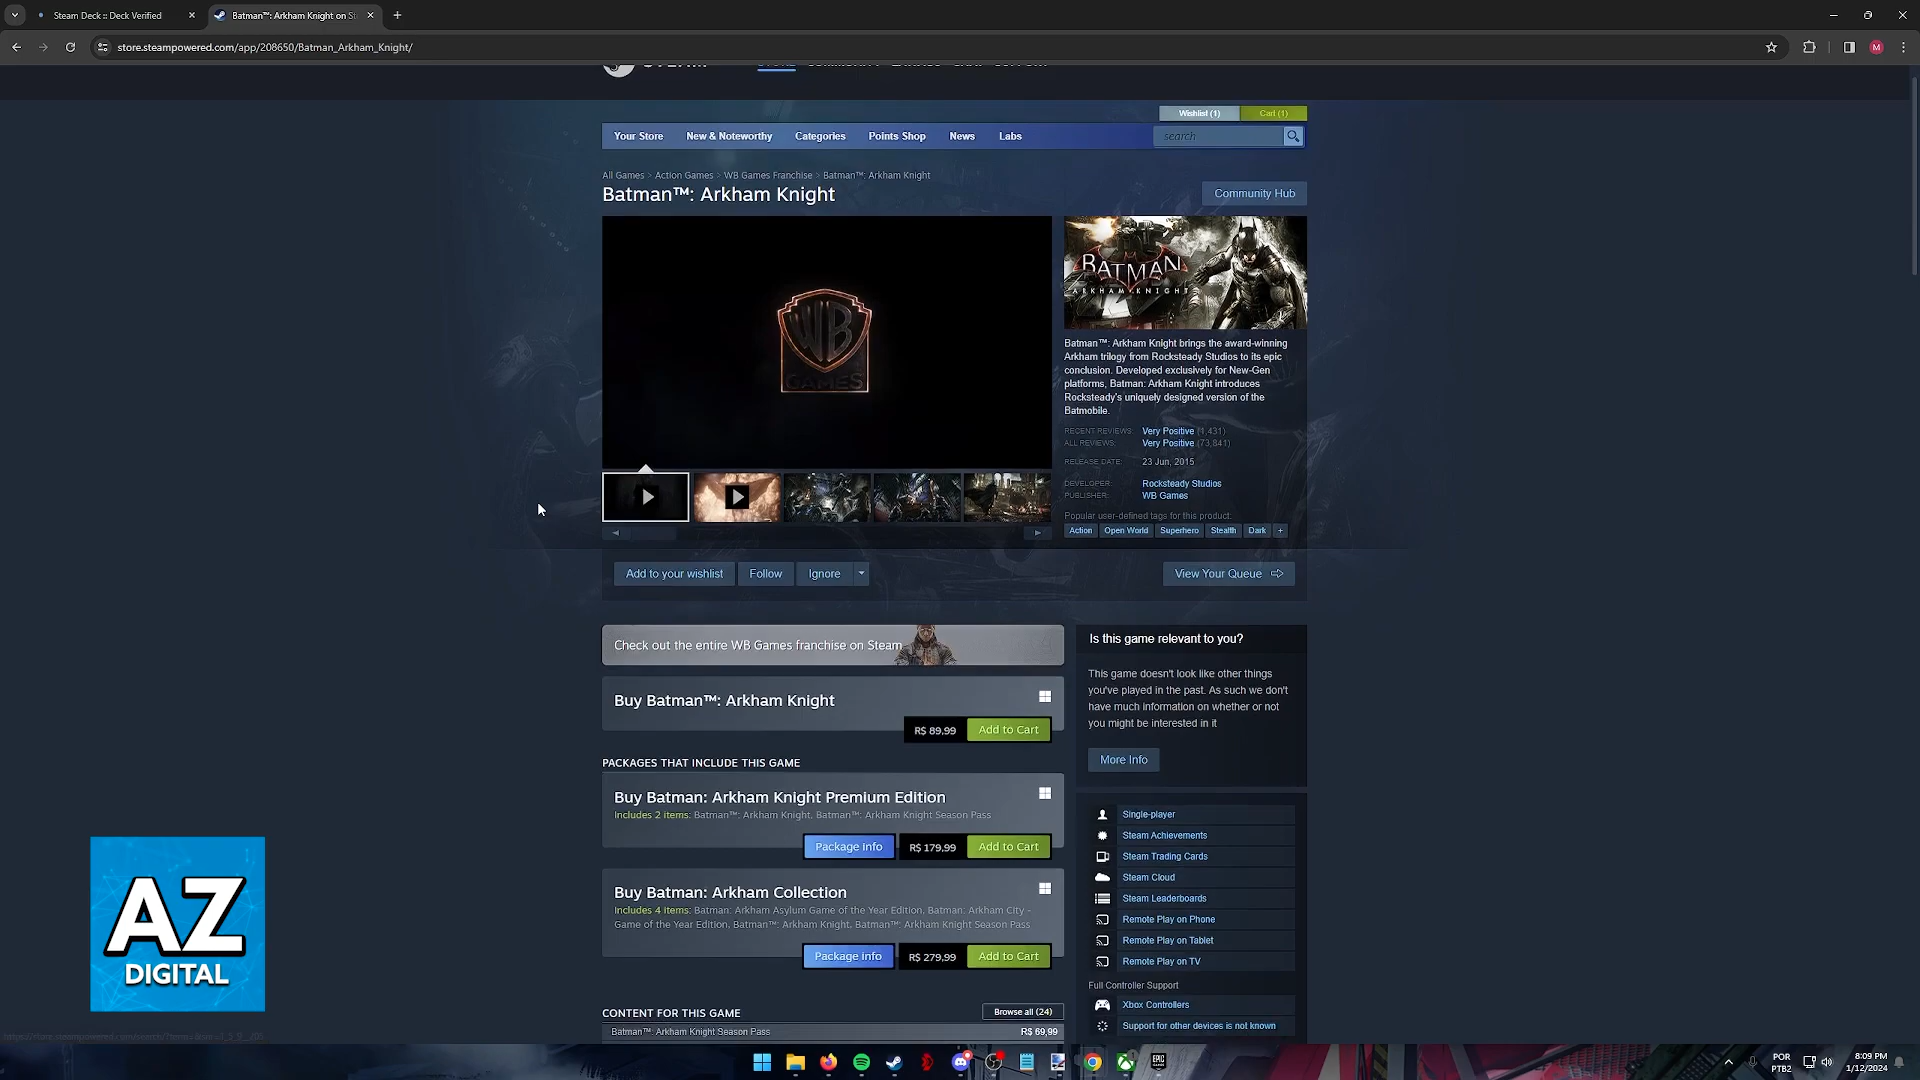 Steam Deck :: Deck Verified
Batman™: Arkham Knight on St
store.steampowered.com/app/208650/Batman_Arkham_Knight/
M
Wishlist (1)
Cart (1)
Your Store
New & Noteworthy
Categories
Points Shop
News
Labs
search
All Games > Action Games > WB Games Franchise > Batman™: Arkham Knight
Batman™: Arkham Knight
Community Hub
WB
GAMES
BATMAN
ARKHAM KNIGHT
Batman™: Arkham Knight brings the award-winning
Arkham trilogy from Rocksteady Studios to its epic
conclusion. Developed exclusively for New-Gen
platforms, Batman: Arkham Knight introduces
Rocksteady's uniquely designed version of the
Batmobile.
RECENT REVIEWS: Very Positive (1,431)
ALL REVIEWS: Very Positive (73,841)
RELEASE DATE: 23 Jun, 2015
DEVELOPER: Rocksteady Studios
PUBLISHER: WB Games
Popular user-defined tags for this product:
Action Open World Superhero Stealth Dark +
Add to your wishlist
Follow
Ignore
View Your Queue
Check out the entire WB Games franchise on Steam
Buy Batman™: Arkham Knight
R$ 89,99 Add to Cart
PACKAGES THAT INCLUDE THIS GAME
Buy Batman: Arkham Knight Premium Edition
Includes 2 items: Batman™: Arkham Knight, Batman™: Arkham Knight Season Pass
Package info R$ 179,99 Add to Cart
Buy Batman: Arkham Collection
Includes 4 items: Batman: Arkham Asylum Game of the Year Edition, Batman: Arkham City -
Game of the Year Edition, Batman™: Arkham Knight, Batman™: Arkham Knight Season Pass
Package info R$ 279,99 Add to Cart
CONTENT FOR THIS GAME
Browse all (24)
Batman™: Arkham Knight Season Pass R$ 69,99
Is this game relevant to you?
This game doesn't look like other things
you've played in the past. As such we don't
have much information on whether or not
you might be interested in it
More Info
Single-player
Steam Achievements
Steam Trading Cards
Steam Cloud
Steam Leaderboards
Remote Play on Phone
Remote Play on Tablet
Remote Play on TV
Full Controller Support
Xbox Controllers
Support for other devices is not known
AZ
DIGITAL
EPIC
GAMES
POR
PTB2
8:09 PM
1/12/2024